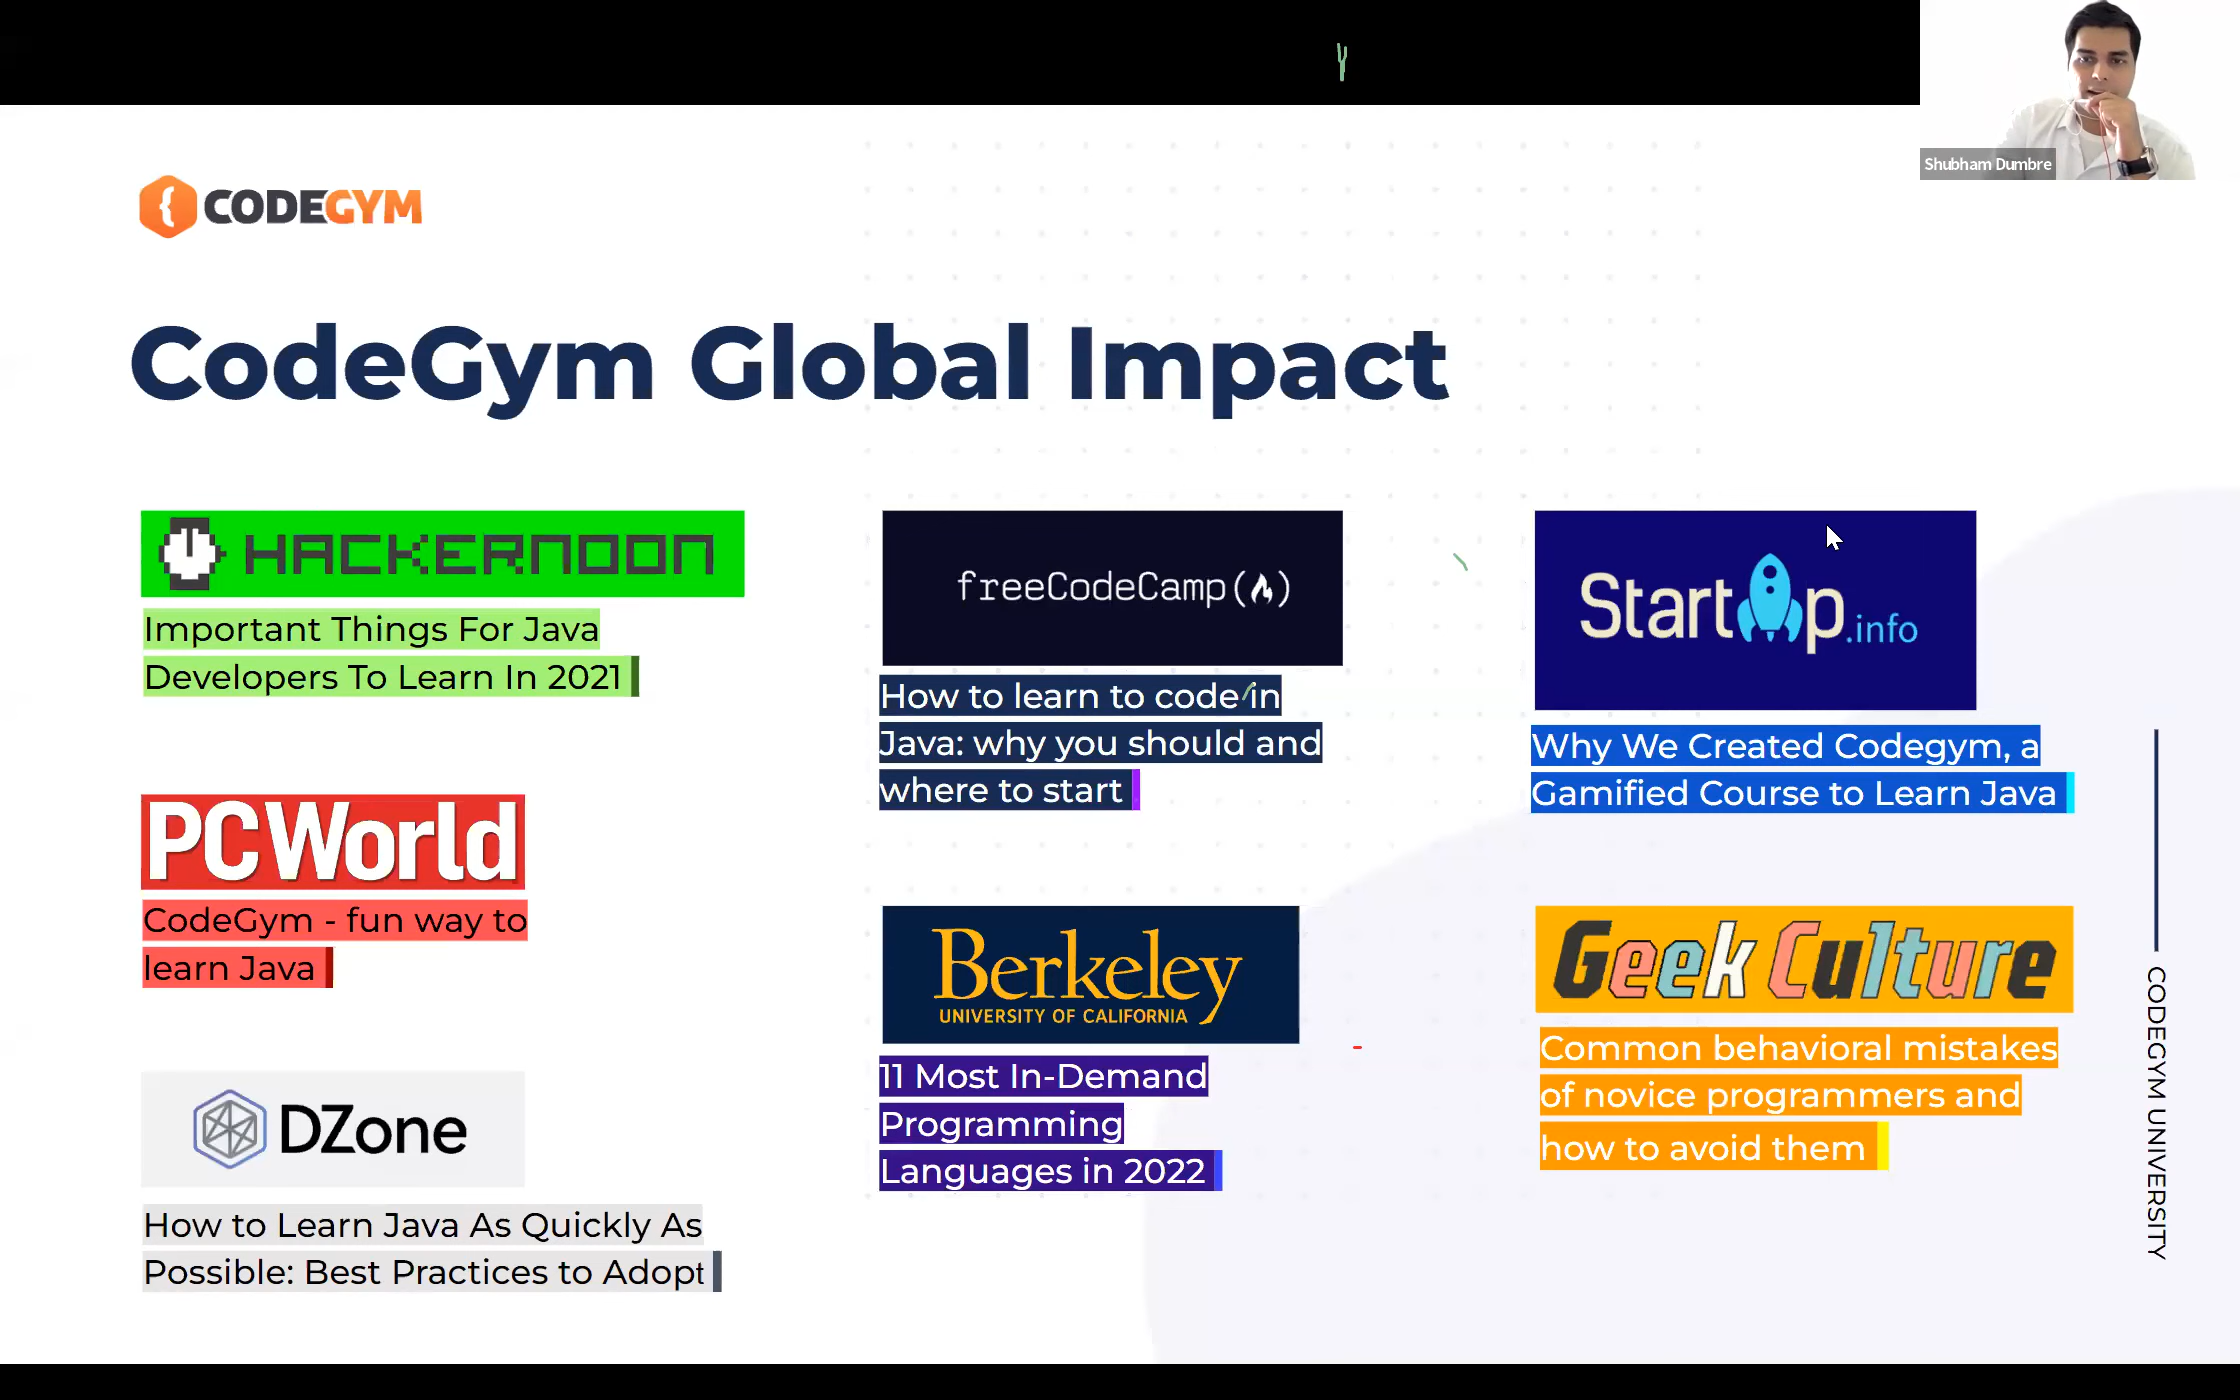 Shubham Dumbre
CODEGYM
CodeGym Global Impact
HACKERNOON
Important Things For Java
Developers To Learn In 2021
PCWorld
CodeGym - fun way to
learn Java
DZone
How to Learn Java As Quickly As
Possible: Best Practices to Adopt
freeCodeCamp(🔥)
How to learn to code in
Java: why you should and
where to start
Berkeley
UNIVERSITY OF CALIFORNIA
11 Most In-Demand
Programming
Languages in 2022
StartUp.info
Why We Created Codegym, a
Gamified Course to Learn Java
Geek Culture
Common behavioral mistakes
of novice programmers and
how to avoid them
CODEGYM UNIVERSITY